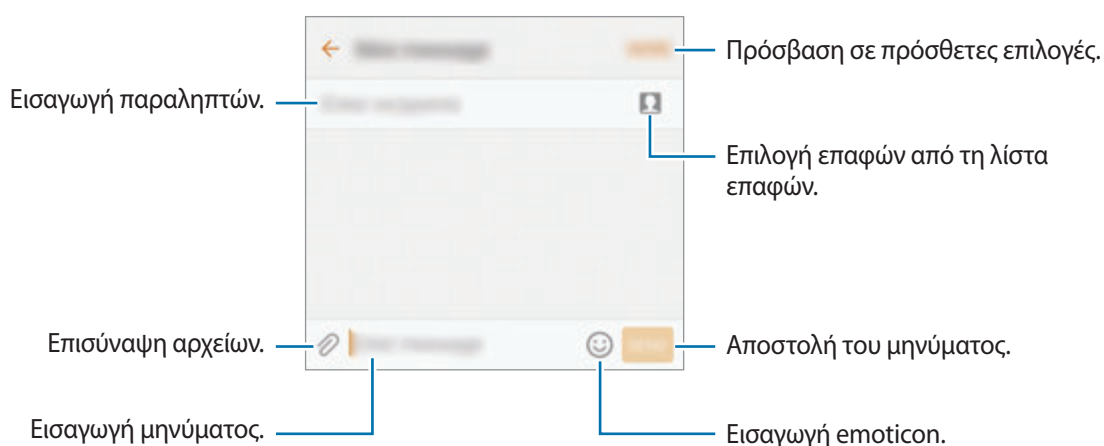 Πρόσβαση σε πρόσθετες επιλογές.
Εισαγωγή παραληπτών.
Επιλογή επαφών από τη λίστα
επαφών.
Επισύναψη αρχείων.
Αποστολή του μηνύματος.
Εισαγωγή μηνύματος.
Εισαγωγή emoticon.